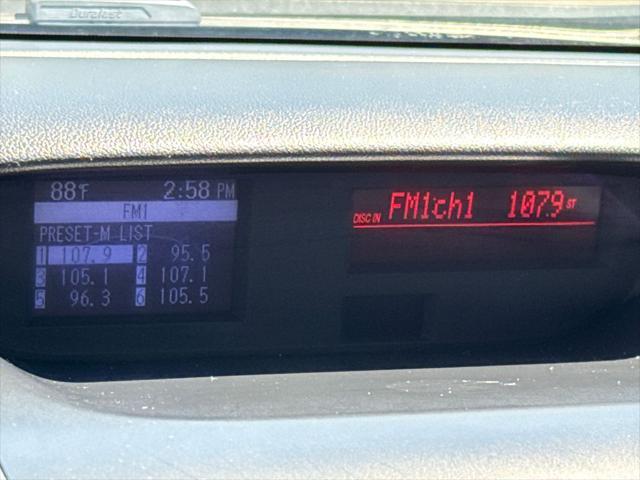 Duralast
88°F 2:58 PM
FM1
PRESET-M LIST
1 107.9 2 95.5
3 105.1 4 107.1
5 96.3 6 105.5
DISC IN FM1ch1 107.9 ST